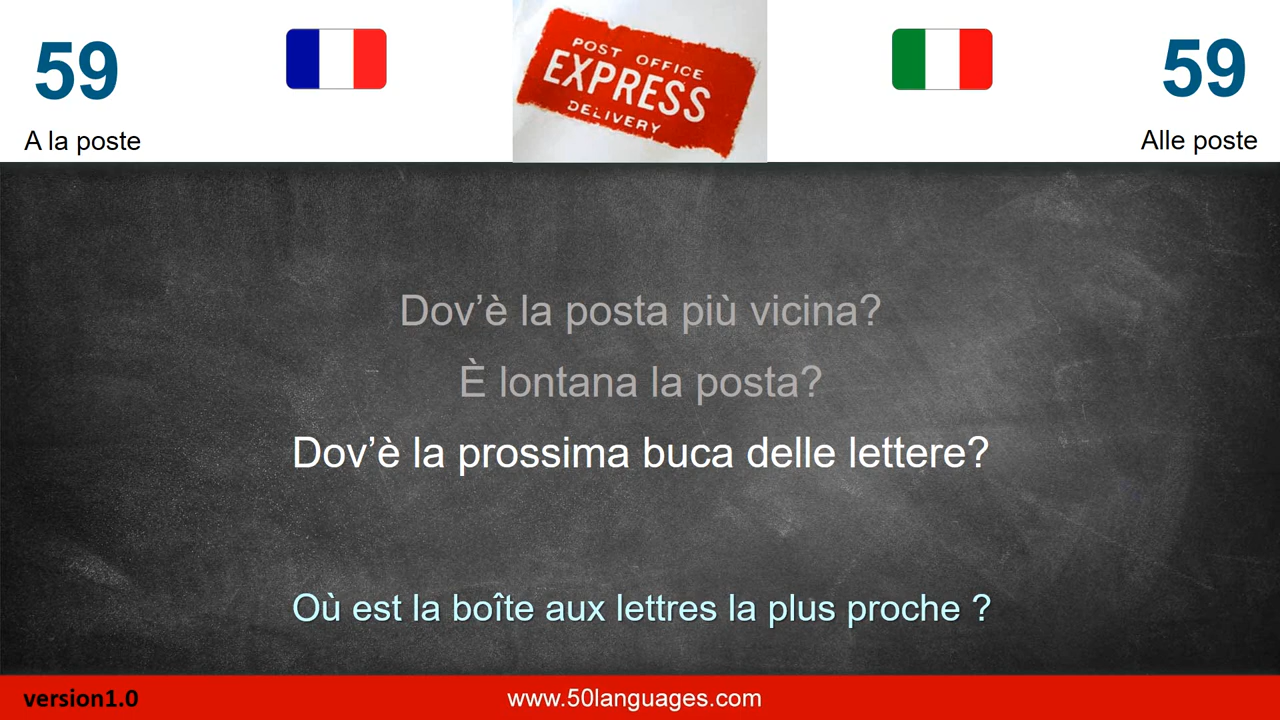 59
A la poste
POST OFFICE
EXPRESS
DELIVERY
59
Alle poste
Dov’è la posta più vicina?
È lontana la posta?
Dov’è la prossima buca delle lettere?
Où est la boîte aux lettres la plus proche ?
version1.0
www.50languages.com